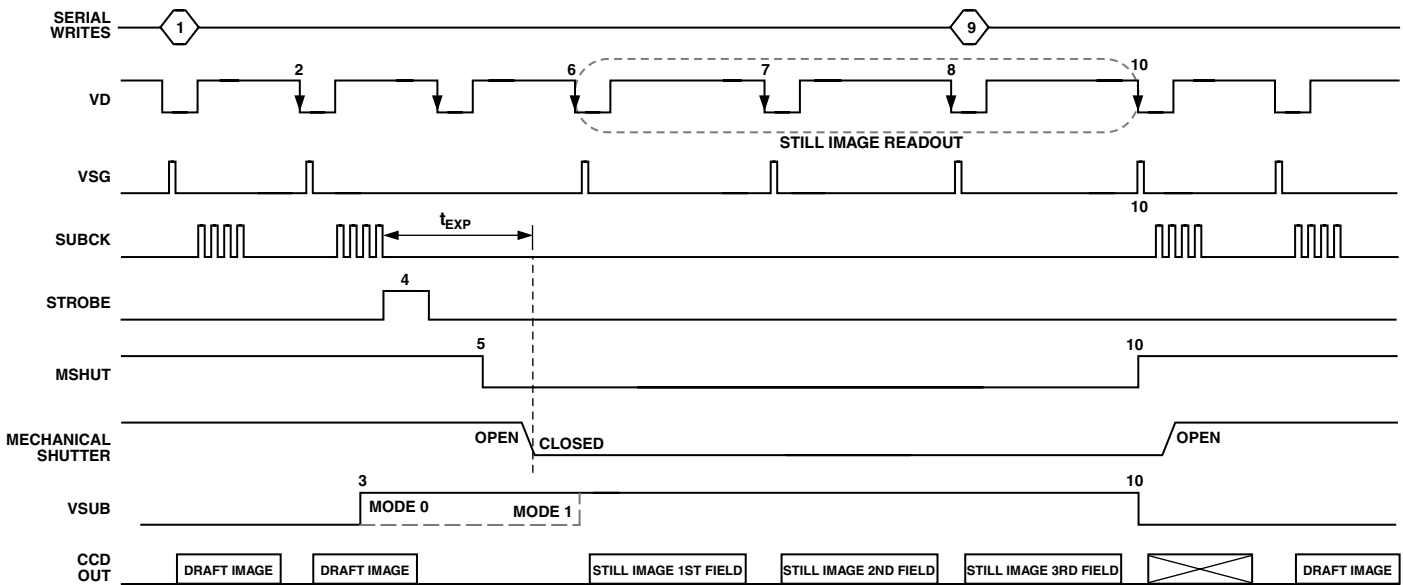 SERIAL
WRITES
1
9
VD
2
6
7
8
10
STILL IMAGE READOUT
VSG
10
SUBCK
tEXP
STROBE
4
MSHUT
5
10
MECHANICAL
SHUTTER
OPEN
CLOSED
OPEN
VSUB
3
MODE 0
MODE 1
10
CCD
OUT
DRAFT IMAGE
DRAFT IMAGE
STILL IMAGE 1ST FIELD
STILL IMAGE 2ND FIELD
STILL IMAGE 3RD FIELD
DRAFT IMAGE